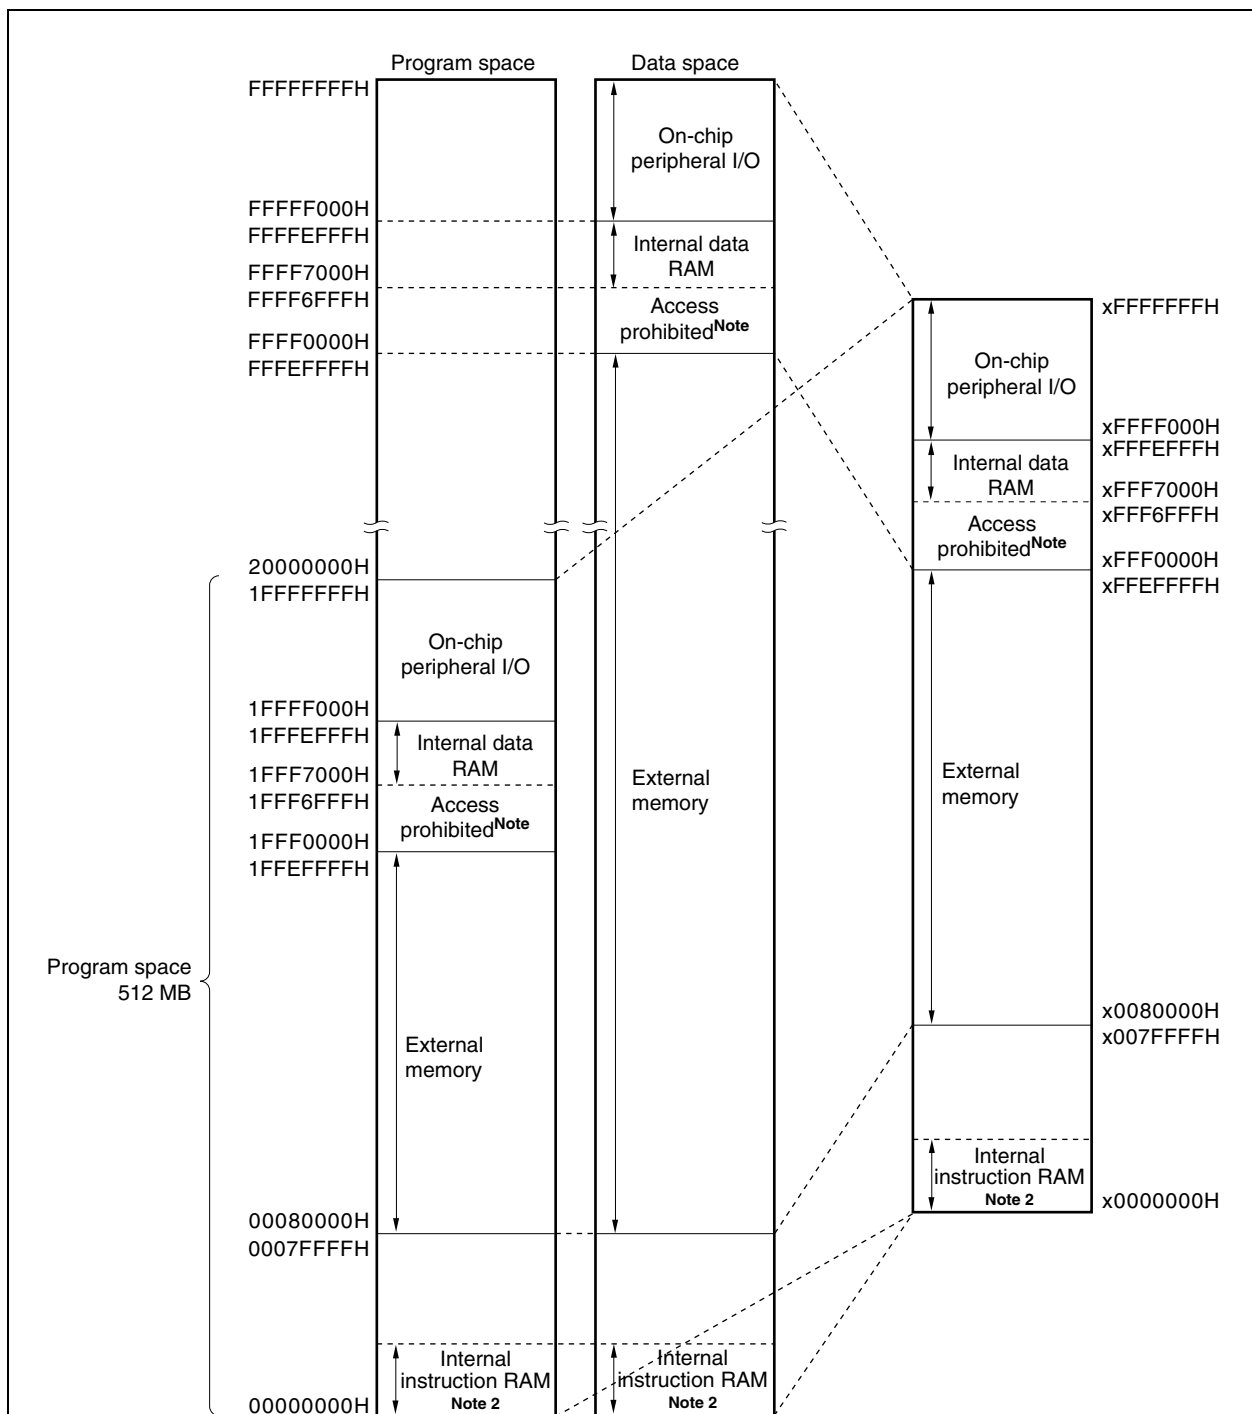 Program space
Data space
FFFFFFFFH
On-chip
peripheral I/O
FFFFF000H
FFFFEFFFH
Internal data
RAM
FFFF7000H
FFFF6FFFH
Access
prohibitedNote
FFFF0000H
FFFEFFFFH
xFFFFFFFH
On-chip
peripheral I/O
xFFFF000H
xFFFEFFFH
Internal data
RAM
xFFF7000H
xFFF6FFFH
Access
prohibitedNote
xFFF0000H
xFFEFFFFH
20000000H
1FFFFFFFH
On-chip
peripheral I/O
1FFFF000H
1FFFEFFFH
Internal data
RAM
1FFF7000H
1FFF6FFFH
Access
prohibitedNote
1FFF0000H
1FFEFFFFH
External
memory
External
memory
Program space
512 MB
External
memory
x0080000H
x007FFFFH
Internal
instruction RAM
Note 2
x0000000H
00080000H
0007FFFFH
Internal
instruction RAM
Note 2
Internal
instruction RAM
Note 2
00000000H